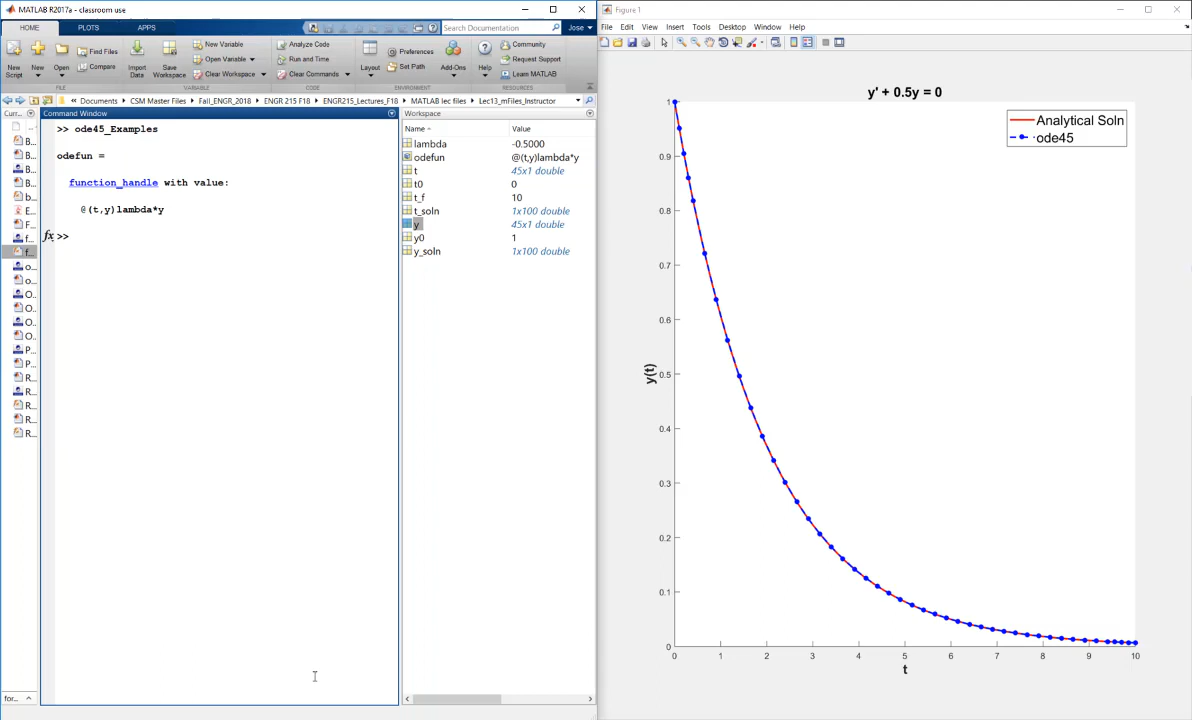 MATLAB R2017a - classroom use
HOME PLOTS APPS
Search Documentation
Jose
New Script
New
Open
Find Files
Compare
Import Data
Save Workspace
New Variable
Open Variable
Clear Workspace
Analyze Code
Run and Time
Clear Commands
Layout
Preferences
Set Path
Add-Ons
Help
Community
Request Support
Learn MATLAB
FILE VARIABLE CODE ENVIRONMENT RESOURCES
« Documents › CSM Master Files › Fall_ENGR_2018 › ENGR 215 F18 › ENGR215_Lectures_F18 › MATLAB lec files › Lec13_mFiles_Instructor
Curr...
..
B...
B...
B...
B...
b...
E...
F...
f...
f...
o...
o...
O..
O..
O..
O..
P...
P...
R...
R...
R...
R...
R...
for...
Command Window
>> ode45_Examples
odefun =
function_handle with value:
@(t,y)lambda*y
fx >>
Workspace
Name Value
lambda -0.5000
odefun @(t,y)lambda*y
t 45x1 double
t0 0
t_f 10
t_soln 1x100 double
y 45x1 double
y0 1
y_soln 1x100 double
Figure 1
File Edit View Insert Tools Desktop Window Help
y' + 0.5y = 0
Analytical Soln
ode45
1
0.9
0.8
0.7
0.6
0.5
0.4
0.3
0.2
0.1
0
y(t)
0 1 2 3 4 5 6 7 8 9 10
t